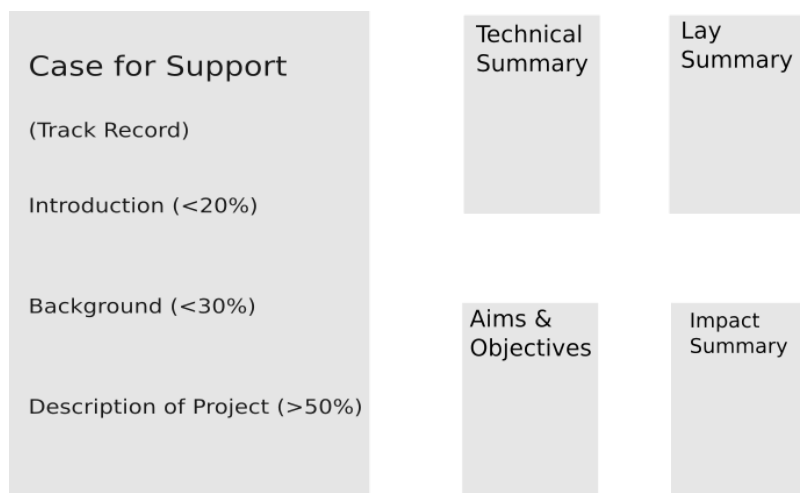 Case for Support
(Track Record)
Introduction (<20%)
Background (<30%)
Description of Project (>50%)
Technical
Summary
Lay
Summary
Aims &
Objectives
Impact
Summary